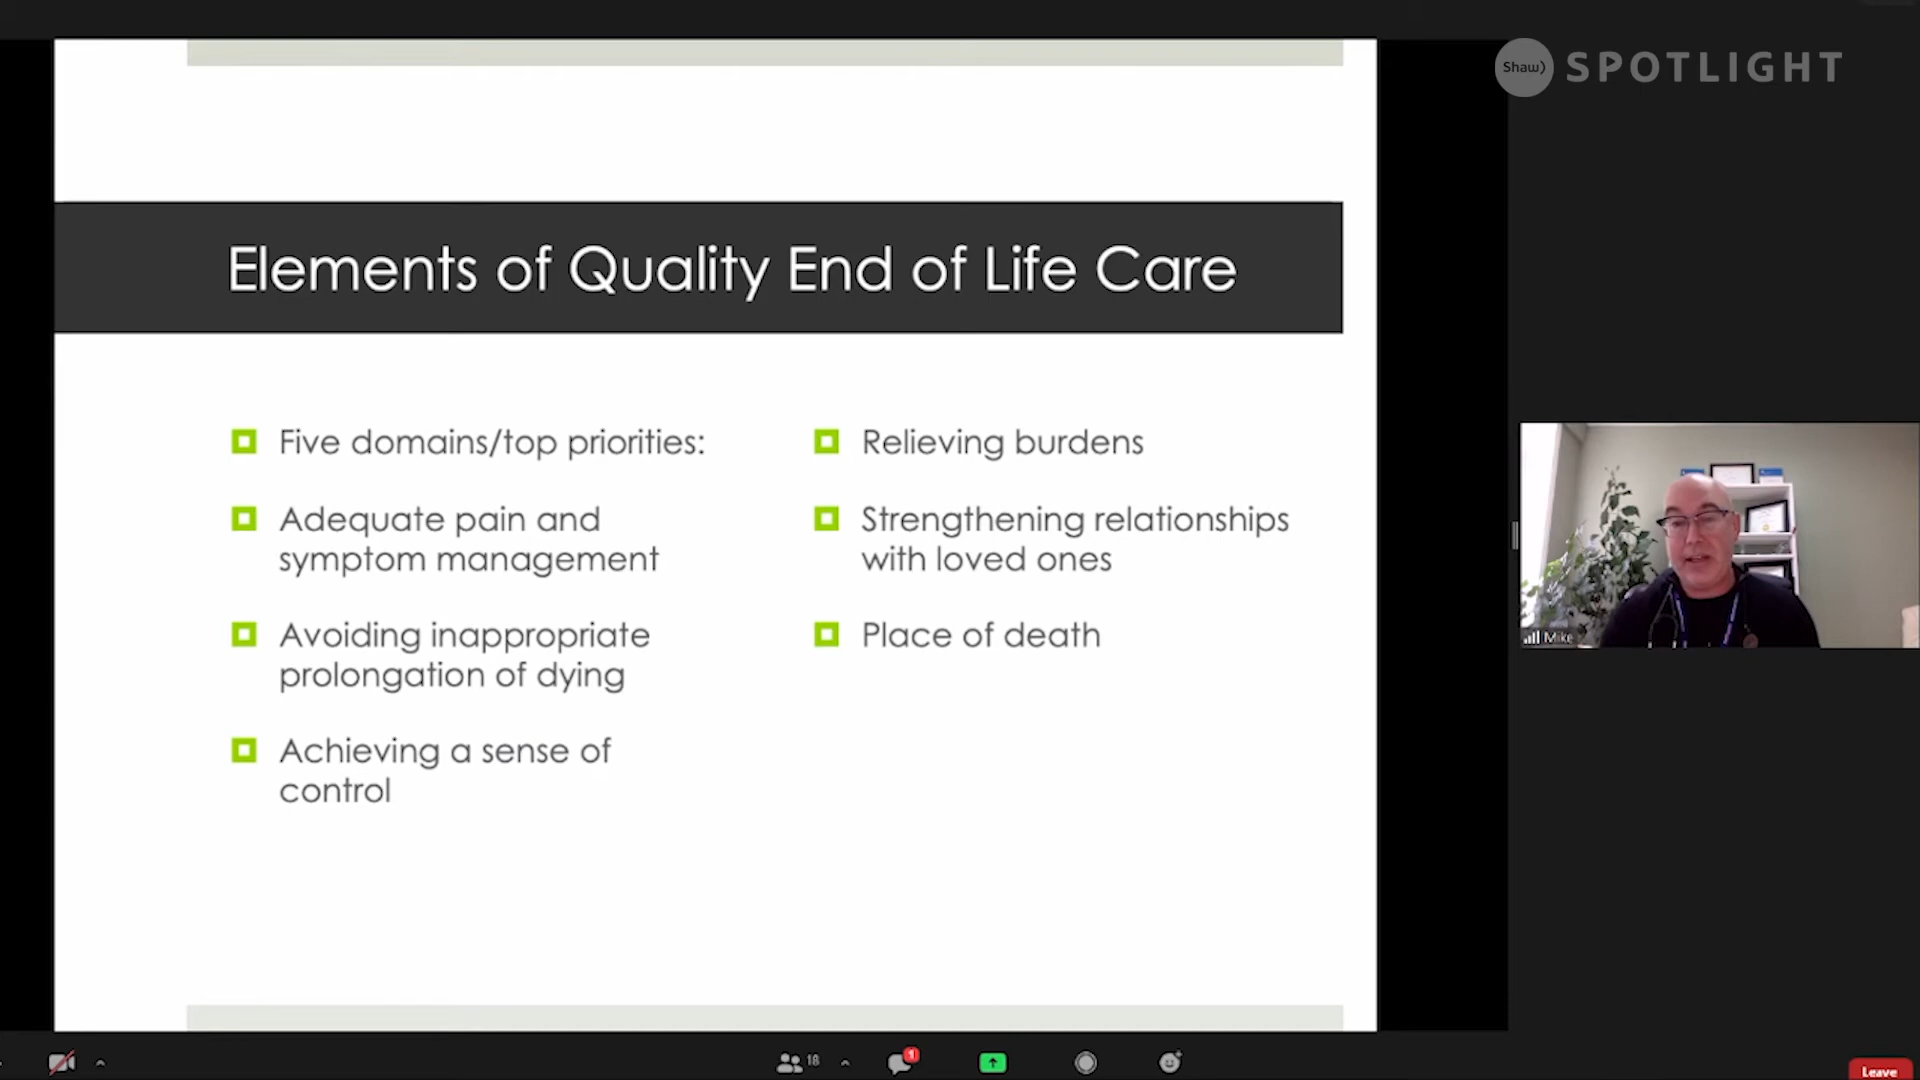 Shaw) SPOTLIGHT
Elements of Quality End of Life Care
Five domains/top priorities:
Adequate pain and
symptom management
Avoiding inappropriate
prolongation of dying
Achieving a sense of
control
Relieving burdens
Strengthening relationships
with loved ones
Place of death
Mike
18
1
Leave